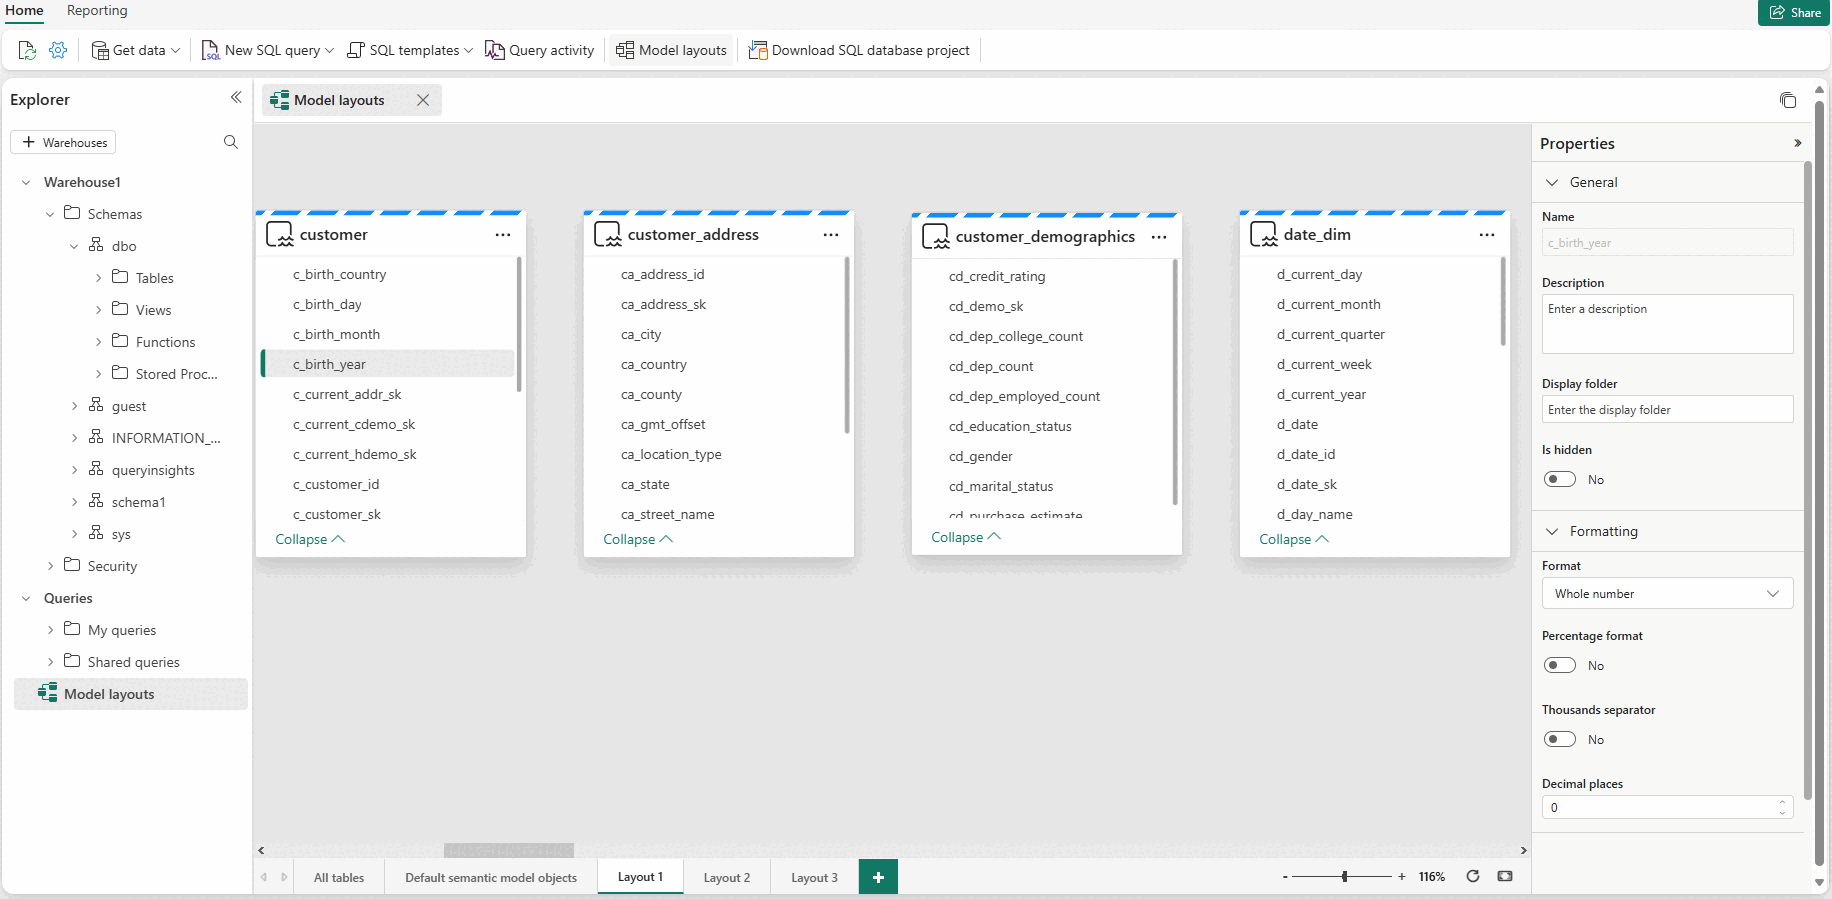 Home Reporting
Share
Get data New SQL query SQL templates Query activity Model layouts Download SQL database project
Explorer
Warehouses
Warehouse1
Schemas
dbo
Tables
Views
Functions
Stored Proc...
guest
INFORMATION_...
queryinsights
schema1
sys
Security
Queries
My queries
Shared queries
Model layouts
Model layouts
customer
c_birth_country
c_birth_day
c_birth_month
c_birth_year
c_current_addr_sk
c_current_cdemo_sk
c_current_hdemo_sk
c_customer_id
c_customer_sk
Collapse
customer_address
ca_address_id
ca_address_sk
ca_city
ca_country
ca_county
ca_gmt_offset
ca_location_type
ca_state
ca_street_name
Collapse
customer_demographics
cd_credit_rating
cd_demo_sk
cd_dep_college_count
cd_dep_count
cd_dep_employed_count
cd_education_status
cd_gender
cd_marital_status
cd_purchase_estimate
Collapse
date_dim
d_current_day
d_current_month
d_current_quarter
d_current_week
d_current_year
d_date
d_date_id
d_date_sk
d_day_name
Collapse
Properties
General
Name
c_birth_year
Description
Enter a description
Display folder
Enter the display folder
Is hidden
No
Formatting
Format
Whole number
Percentage format
No
Thousands separator
No
Decimal places
0
All tables Default semantic model objects Layout 1 Layout 2 Layout 3 +
- + 116%